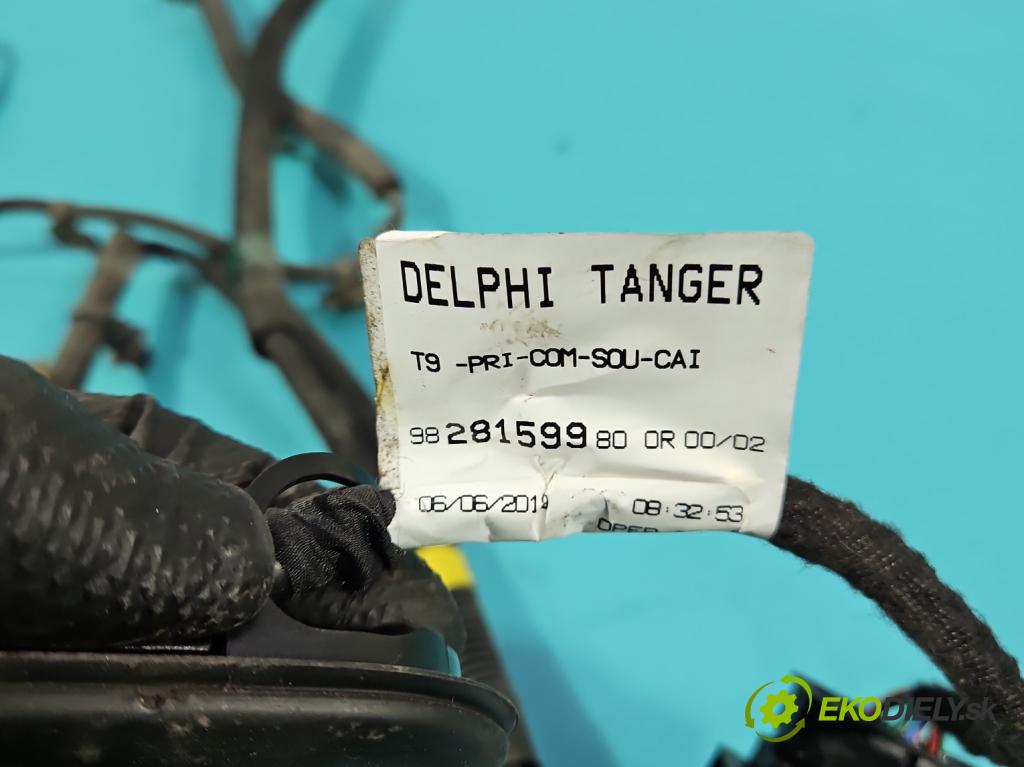 DELPHI TANGER
T9 -PRI-COM-SOU-CAI
98 281599 80 OR 00/02
06/06/2019 08:32:53
OPER
EKODIELY.sk